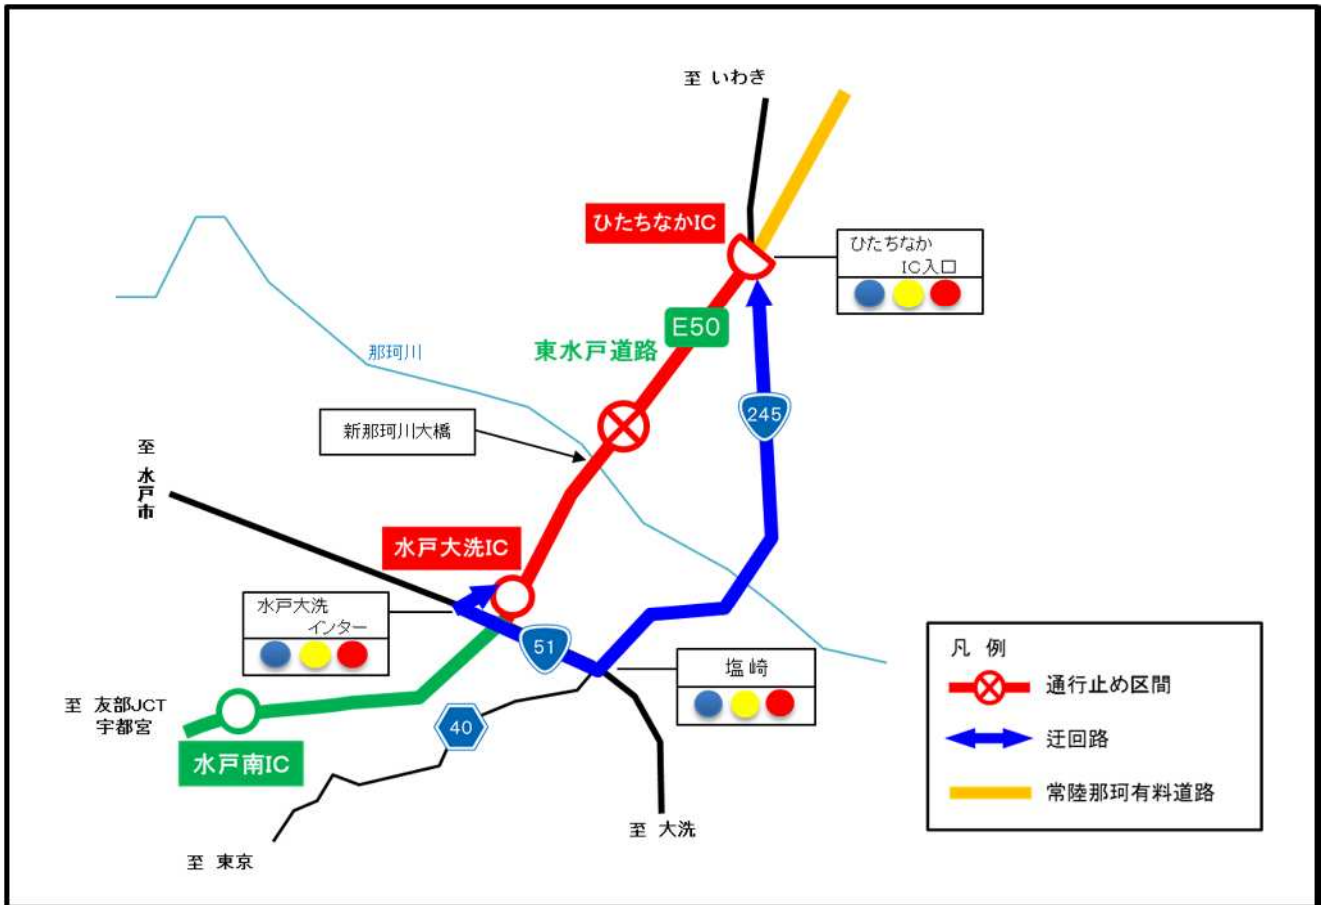 至 いわき
ひたちなかIC
ひたちなか
IC入口
E50
東水戸道路
那珂川
245
新那珂川大橋
至 水戸市
水戸大洗IC
水戸大洗
インター
51
塩崎
至 友部JCT
宇都宮
40
水戸南IC
至 大洗
至 東京
凡 例
通行止め区間
迂回路
常陸那珂有料道路